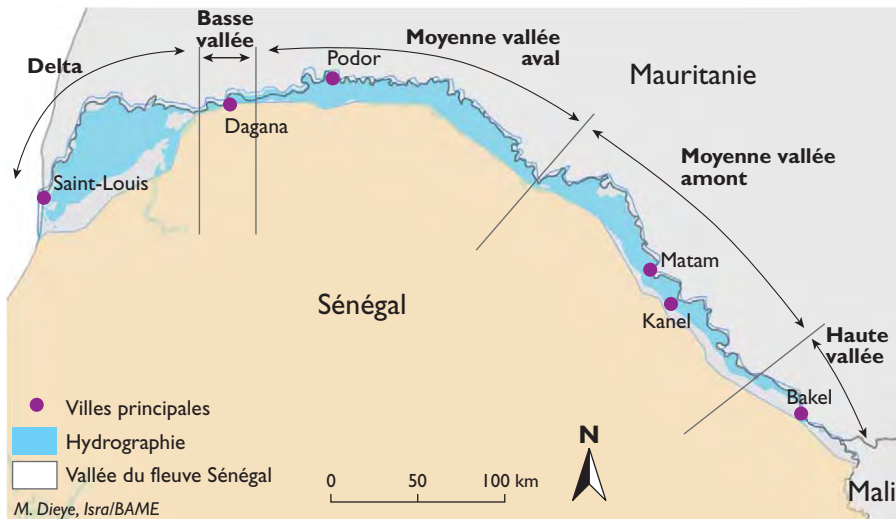 Basse
vallée
Moyenne vallée
aval
Delta
Podor
Mauritanie
Dagana
Moyenne vallée
amont
Saint-Louis
Matam
Sénégal
Kanel
Haute
vallée
Bakel
Villes principales
Hydrographie
Vallée du fleuve Sénégal
N
0 50 100 km
Mali
M. Dieye, Isra/BAME